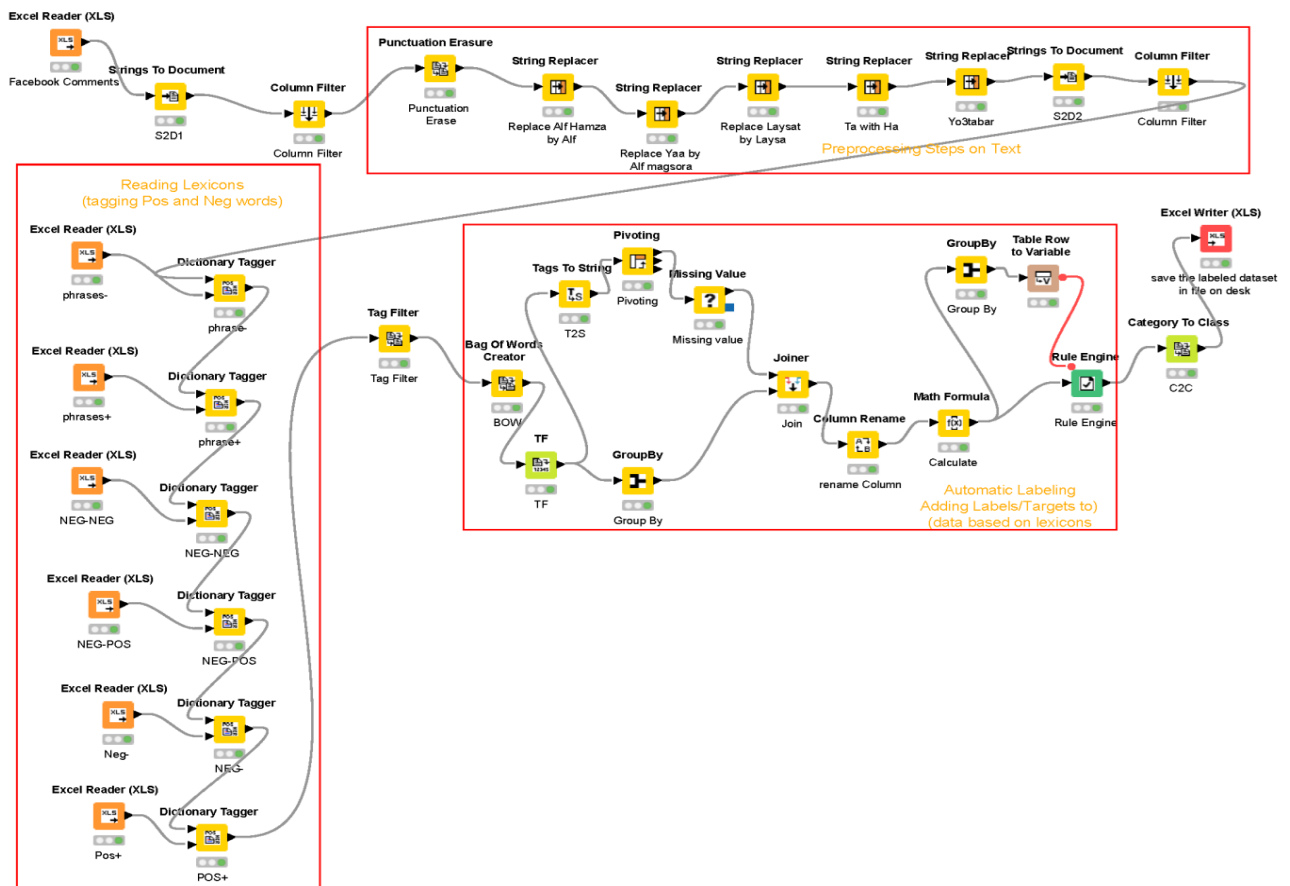 Excel Reader (XLS)
Facebook Comments
Strings To Document
S2D1
Column Filter
Column Filter
Punctuation Erasure
Punctuation
Erase
String Replacer
Replace Alf Hamza
by Alf
String Replacer
Replace Yaa by
Alf magsora
String Replacer
Replace Laysat
by Laysa
String Replacer
Ta with Ha
String Replacer
Yo3tabar
Strings To Document
S2D2
Column Filter
Column Filter
Preprocessing Steps on Text
Reading Lexicons
(tagging Pos and Neg words)
Excel Reader (XLS)
phrases-
Dictionary Tagger
phrase-
Excel Reader (XLS)
phrases+
Dictionary Tagger
phrase+
Excel Reader (XLS)
NEG-NEG
Dictionary Tagger
NEG-NEG
Excel Reader (XLS)
NEG-POS
Dictionary Tagger
NEG-POS
Excel Reader (XLS)
Neg-
Dictionary Tagger
NEG-
Excel Reader (XLS)
Pos+
Dictionary Tagger
POS+
Tag Filter
Tag Filter
Bag Of Words
Creator
BOW
TF
TF
Tags To String
T2S
Pivoting
Pivoting
Missing Value
Missing value
GroupBy
Group By
Joiner
Join
Column Rename
rename Column
Math Formula
Calculate
GroupBy
Group By
Table Row
to Variable
Rule Engine
Rule Engine
Automatic Labeling
Adding Labels/Targets to)
(data based on lexicons
Category To Class
C2C
Excel Writer (XLS)
save the labeled dataset
in file on desk